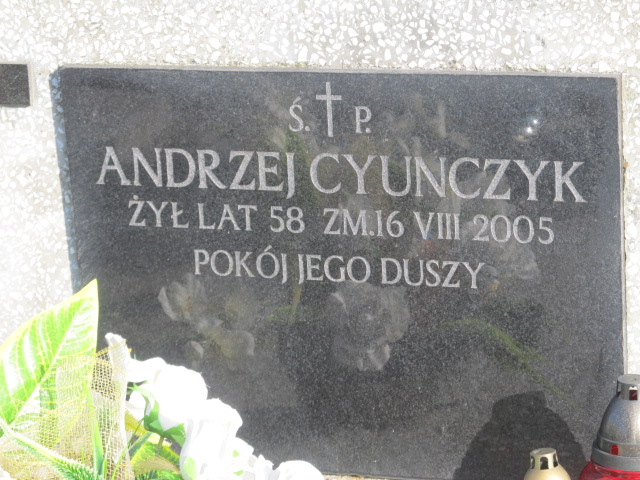 Ś. P.
ANDRZEJ CYUNCZYK
ŻYŁ LAT 58 ZM.16 VIII 2005
POKÓJ JEGO DUSZY